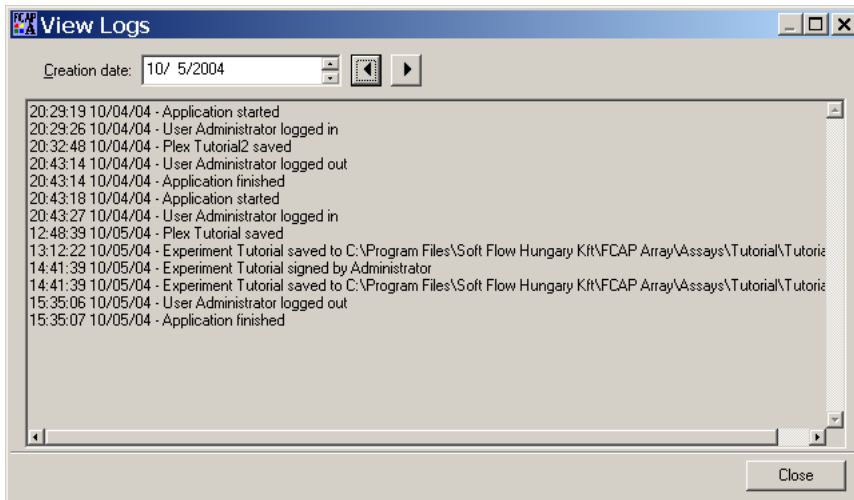 FCAP
A
View Logs
Creation date: 10/ 5/2004
20:29:19 10/04/04 - Application started
20:29:26 10/04/04 - User Administrator logged in
20:32:48 10/04/04 - Plex Tutorial2 saved
20:43:14 10/04/04 - User Administrator logged out
20:43:14 10/04/04 - Application finished
20:43:18 10/04/04 - Application started
20:43:27 10/04/04 - User Administrator logged in
12:48:39 10/05/04 - Plex Tutorial saved
13:12:22 10/05/04 - Experiment Tutorial saved to C:\Program Files\Soft Flow Hungary Kft\FCAP Array\Assays\Tutorial\Tutoria
14:41:39 10/05/04 - Experiment Tutorial signed by Administrator
14:41:39 10/05/04 - Experiment Tutorial saved to C:\Program Files\Soft Flow Hungary Kft\FCAP Array\Assays\Tutorial\Tutoria
15:35:06 10/05/04 - User Administrator logged out
15:35:07 10/05/04 - Application finished
Close